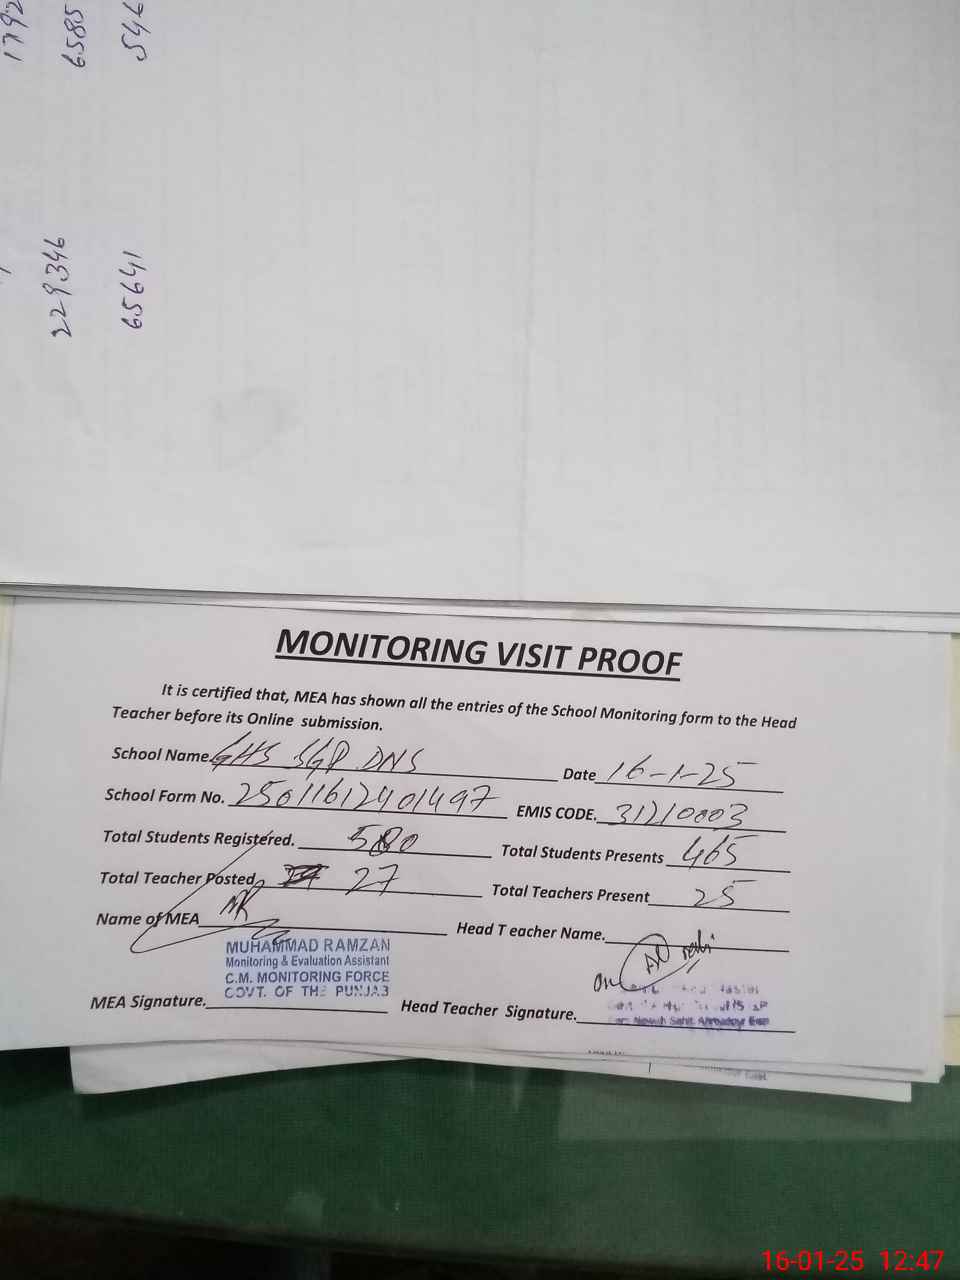 1792
6585
546
229346
65641
MONITORING VISIT PROOF
It is certified that, MEA has shown all the entries of the School Monitoring form to the Head
Teacher before its Online submission.
School Name. GHS SGP DNS Date 16-1-25
School Form No. 25011612401497 EMIS CODE. 31210003
Total Students Registered. 580 Total Students Presents 465
Total Teacher Posted 27 Total Teachers Present 25
Name of MEA Head T eacher Name.
MUHAMMAD RAMZAN
Monitoring & Evaluation Assistant
C.M. MONITORING FORCE
GOVT. OF THE PUNJAB
MEA Signature. Head Teacher Signature.
16-01-25 12:47